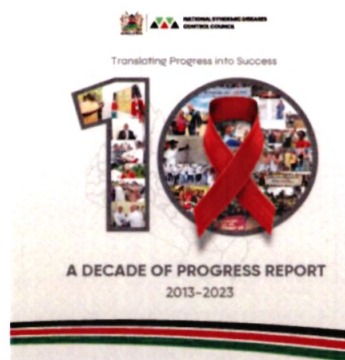 NATIONAL SYNDEMIC DISEASES
CONTROL COUNCIL
Translating Progress into Success
10
A DECADE OF PROGRESS REPORT
2013-2023